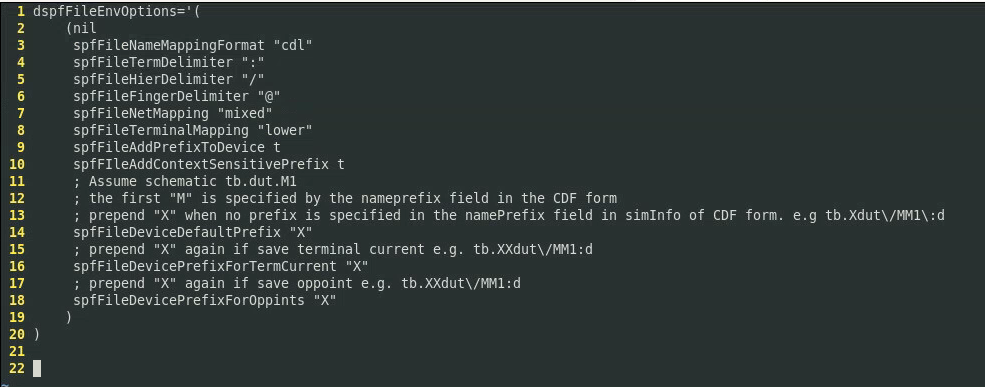 1 dspfFileEnvOptions='(
2 (nil
3 spfFileNameMappingFormat "cdl"
4 spfFileTermDelimiter ":"
5 spfFileHierDelimiter "/"
6 spfFileFingerDelimiter "@"
7 spfFileNetMapping "mixed"
8 spfFileTerminalMapping "lower"
9 spfFileAddPrefixToDevice t
10 spfFIleAddContextSensitivePrefix t
11 ; Assume schematic tb.dut.M1
12 ; the first "M" is specified by the nameprefix field in the CDF form
13 ; prepend "X" when no prefix is specified in the namePrefix field in simInfo of CDF form. e.g tb.Xdut\/MM1\:d
14 spfFileDeviceDefaultPrefix "X"
15 ; prepend "X" again if save terminal current e.g. tb.XXdut\/MM1:d
16 spfFileDevicePrefixForTermCurrent "X"
17 ; prepend "X" again if save oppoint e.g. tb.XXdut\/MM1:d
18 spfFileDevicePrefixForOppints "X"
19 )
20 )
21
22
~